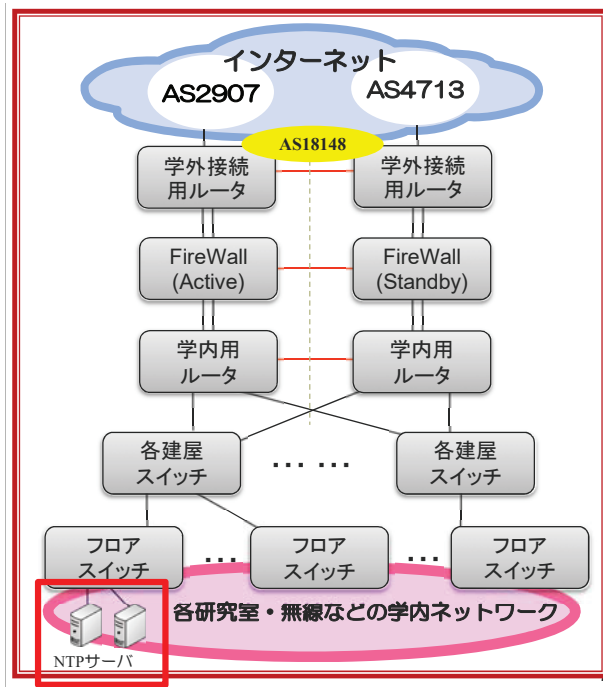 インターネット
AS2907
AS4713
AS18148
学外接続
用ルータ
学外接続
用ルータ
FireWall
(Active)
FireWall
(Standby)
学内用
ルータ
学内用
ルータ
各建屋
スイッチ
... ...
各建屋
スイッチ
フロア
スイッチ
...
フロア
スイッチ
...
フロア
スイッチ
各研究室・無線などの学内ネットワーク
NTPサーバ